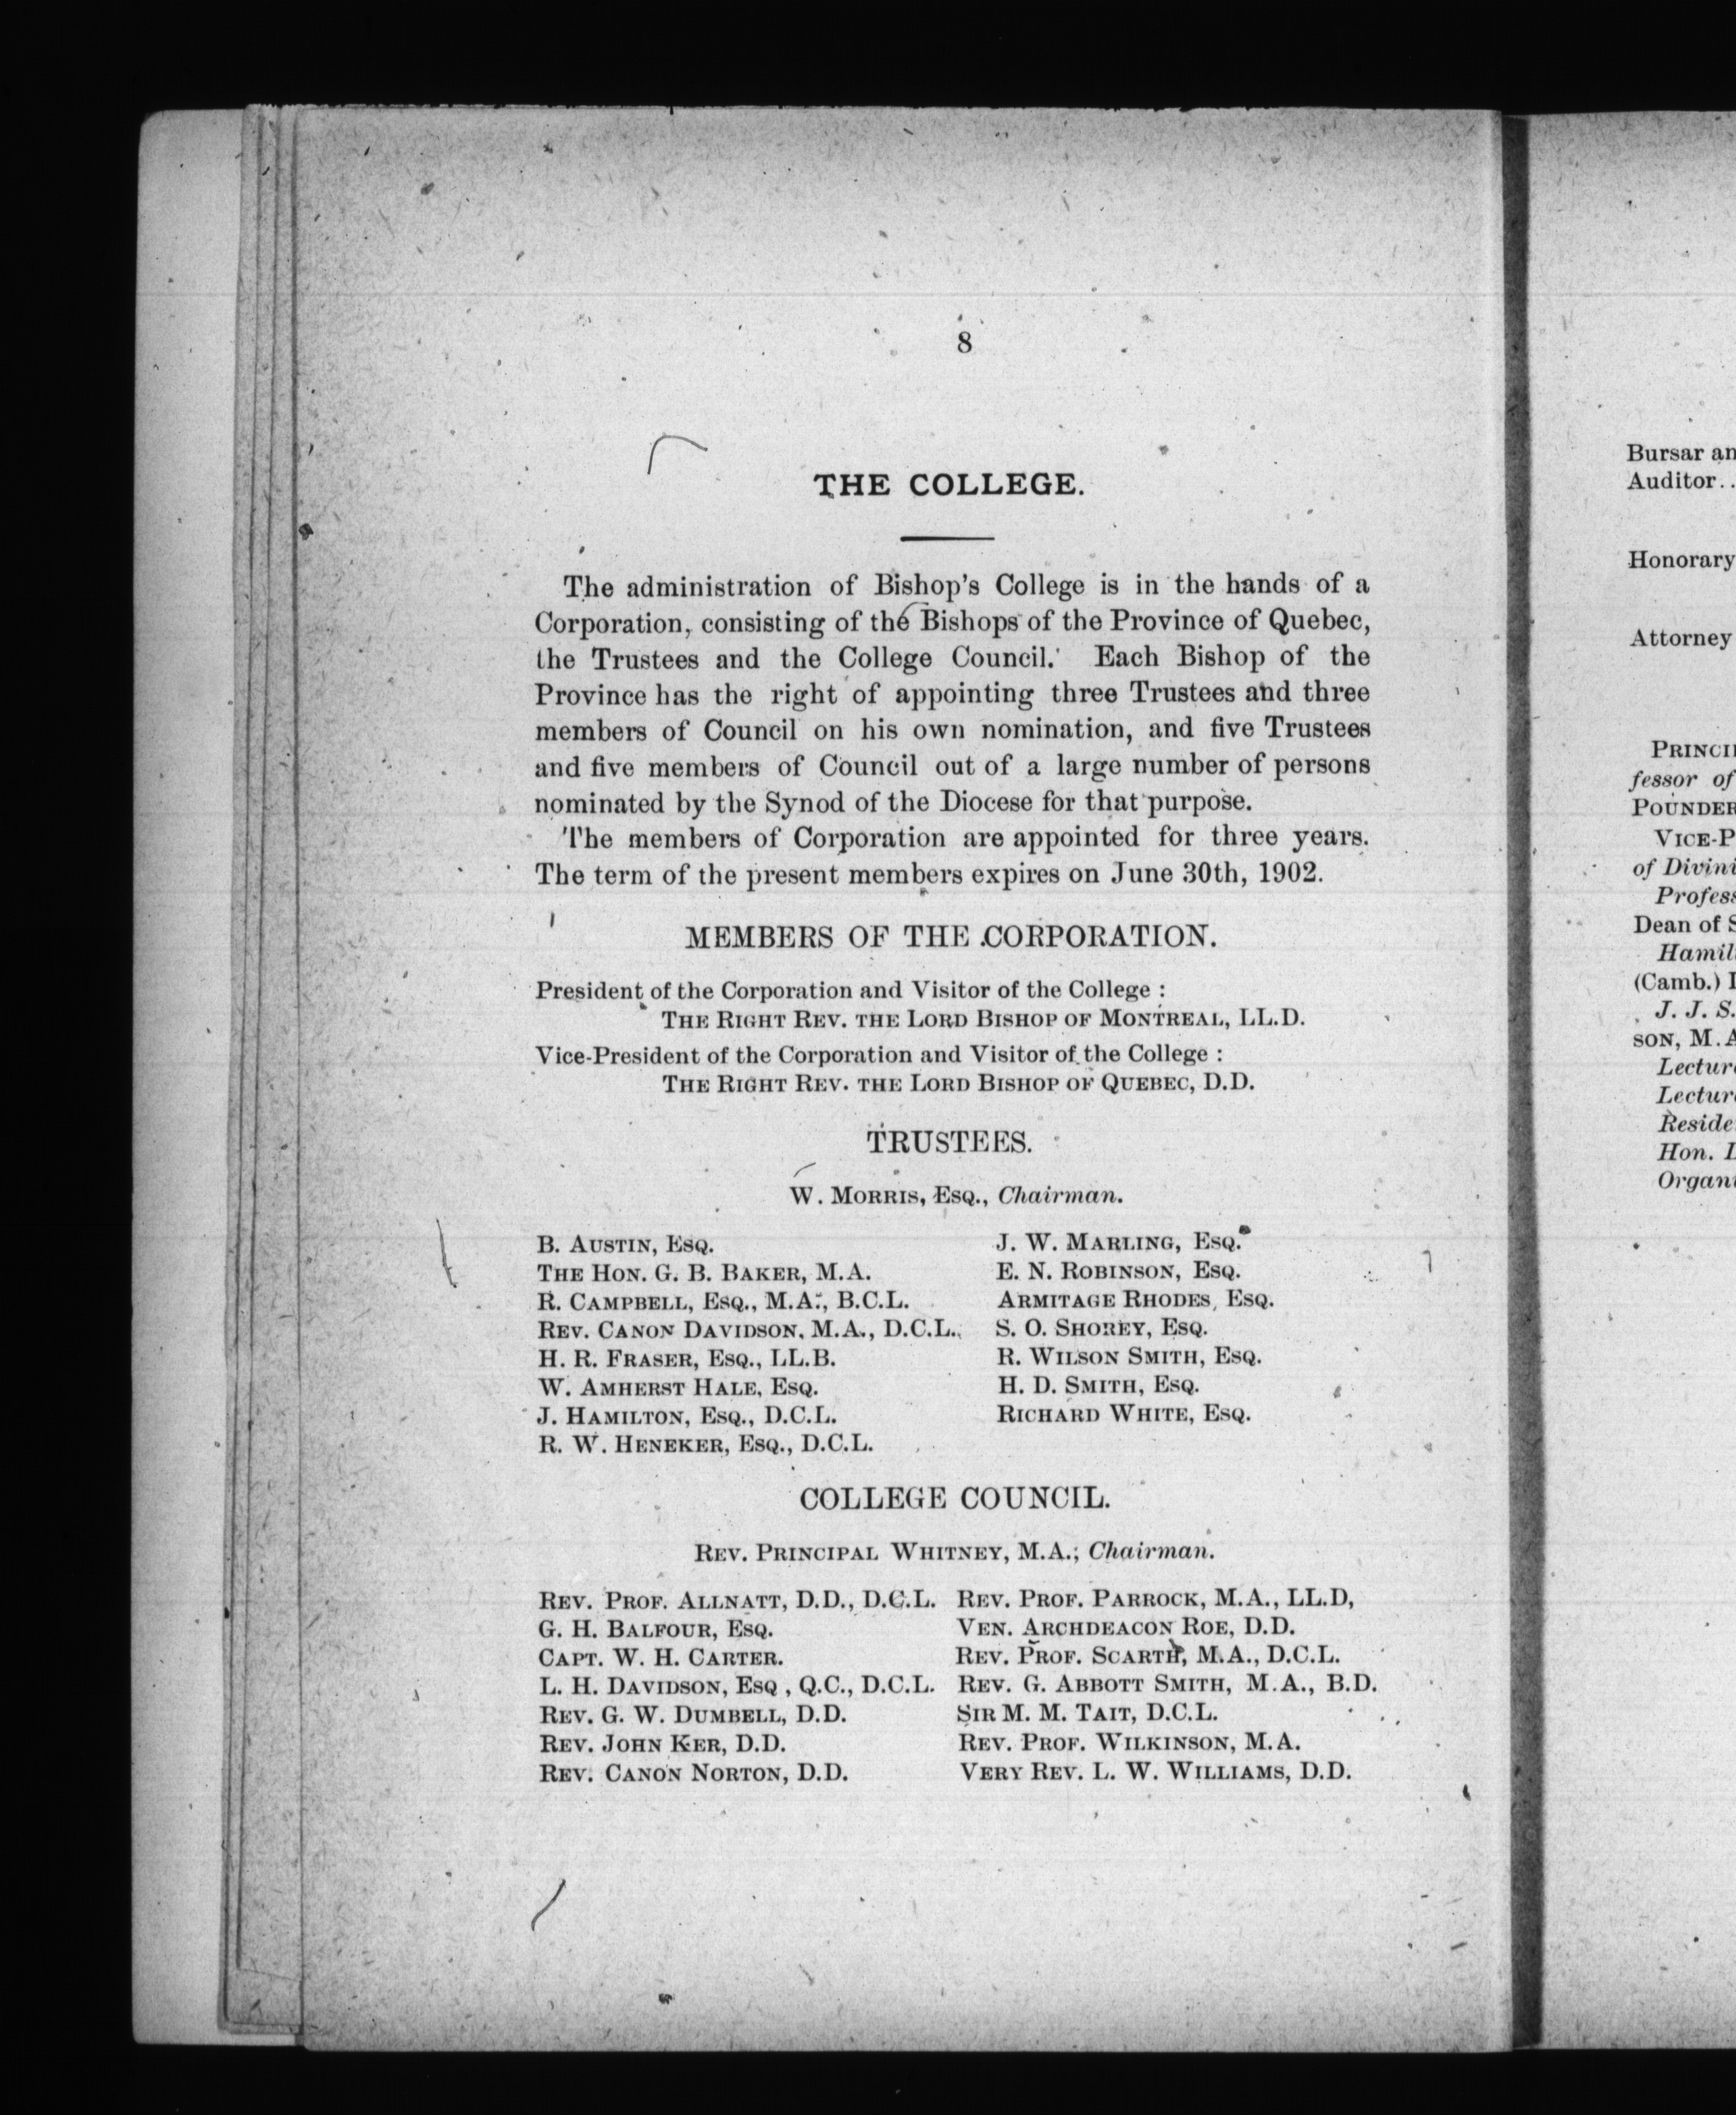 8
THE COLLEGE.
The administration of Bishop's College is in the hands of a
Corporation, consisting of the Bishops of the Province of Quebec,
the Trustees and the College Council. Each Bishop of the
Province has the right of appointing three Trustees and three
members of Council on his own nomination, and five Trustees
and five members of Council out of a large number of persons
nominated by the Synod of the Diocese for that purpose.
The members of Corporation are appointed for three years.
The term of the present members expires on June 30th, 1902.
MEMBERS OF THE CORPORATION.
President of the Corporation and Visitor of the College :
THE RIGHT REV. THE LORD BISHOP OF MONTREAL, LL.D.
Vice-President of the Corporation and Visitor of the College :
THE RIGHT REV. THE LORD BISHOP OF QUEBEC, D.D.
TRUSTEES.
W. MORRIS, ESQ., Chairman.
B. AUSTIN, ESQ.
THE HON. G. B. BAKER, M.A.
R. CAMPBELL, ESQ., M.A., B.C.L.
REV. CANON DAVIDSON, M.A., D.C.L.
H. R. FRASER, ESQ., LL.B.
W. AMHERST HALE, ESQ.
J. HAMILTON, ESQ., D.C.L.
R. W. HENEKER, ESQ., D.C.L.
J. W. MARLING, ESQ.
E. N. ROBINSON, ESQ.
ARMITAGE RHODES, ESQ.
S. O. SHOREY, ESQ.
R. WILSON SMITH, ESQ.
H. D. SMITH, ESQ.
RICHARD WHITE, ESQ.
COLLEGE COUNCIL.
REV. PRINCIPAL WHITNEY, M.A.; Chairman.
REV. PROF. ALLNATT, D.D., D.C.L.
G. H. BALFOUR, ESQ.
CAPT. W. H. CARTER.
L. H. DAVIDSON, ESQ , Q.C., D.C.L.
REV. G. W. DUMBELL, D.D.
REV. JOHN KER, D.D.
REV. CANON NORTON, D.D.
REV. PROF. PARROCK, M.A., LL.D,
VEN. ARCHDEACON ROE, D.D.
REV. PROF. SCARTH, M.A., D.C.L.
REV. G. ABBOTT SMITH, M.A., B.D.
SIR M. M. TAIT, D.C.L.
REV. PROF. WILKINSON, M.A.
VERY REV. L. W. WILLIAMS, D.D.
Bursar
Auditor..
Honorary
Attorney
fessor of
of
Dean of
(Camb.)
J. J. S.
SON, M.A
Hon.